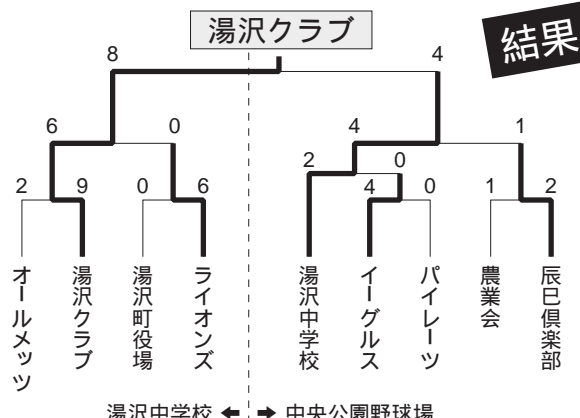 湯沢クラブ
結果
8 4
6 0 4 1
2 0
2 9 0 6 4 0 1 2
オールメッツ
湯沢クラブ
湯沢町役場
ライオンズ
湯沢中学校
イーグルス
パイレーツ
農業会
辰巳倶楽部
湯沢中学校 ← → 中央公園野球場